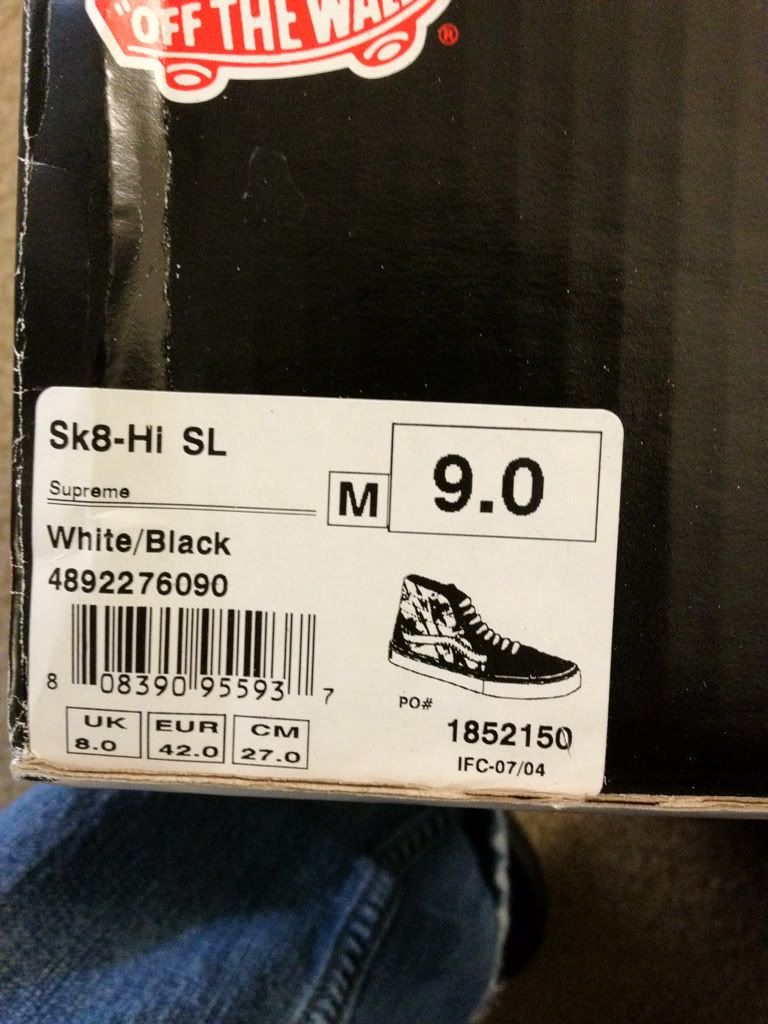 "OFF THE WALL
®
Sk8-Hi SL
Supreme
M
9.0
White/Black
4892276090
8 08390 95593 7
PO#
1852150
IFC-07/04
UK
8.0
EUR
42.0
CM
27.0